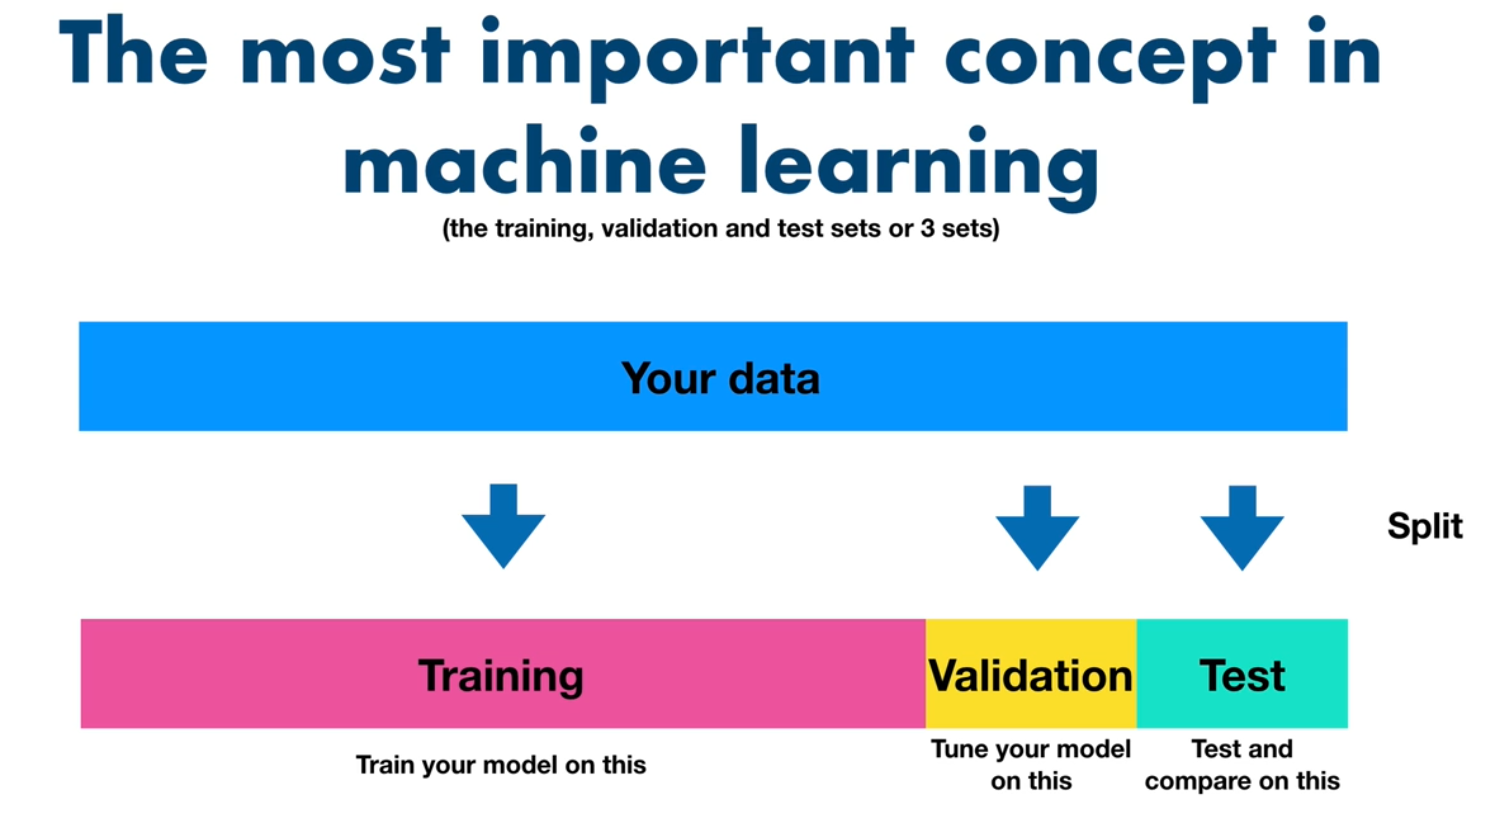 The most important concept in
machine learning
(the training, validation and test sets or 3 sets)
Your data
Split
Training
Validation
Test
Train your model on this
Tune your model
on this
Test and
compare on this